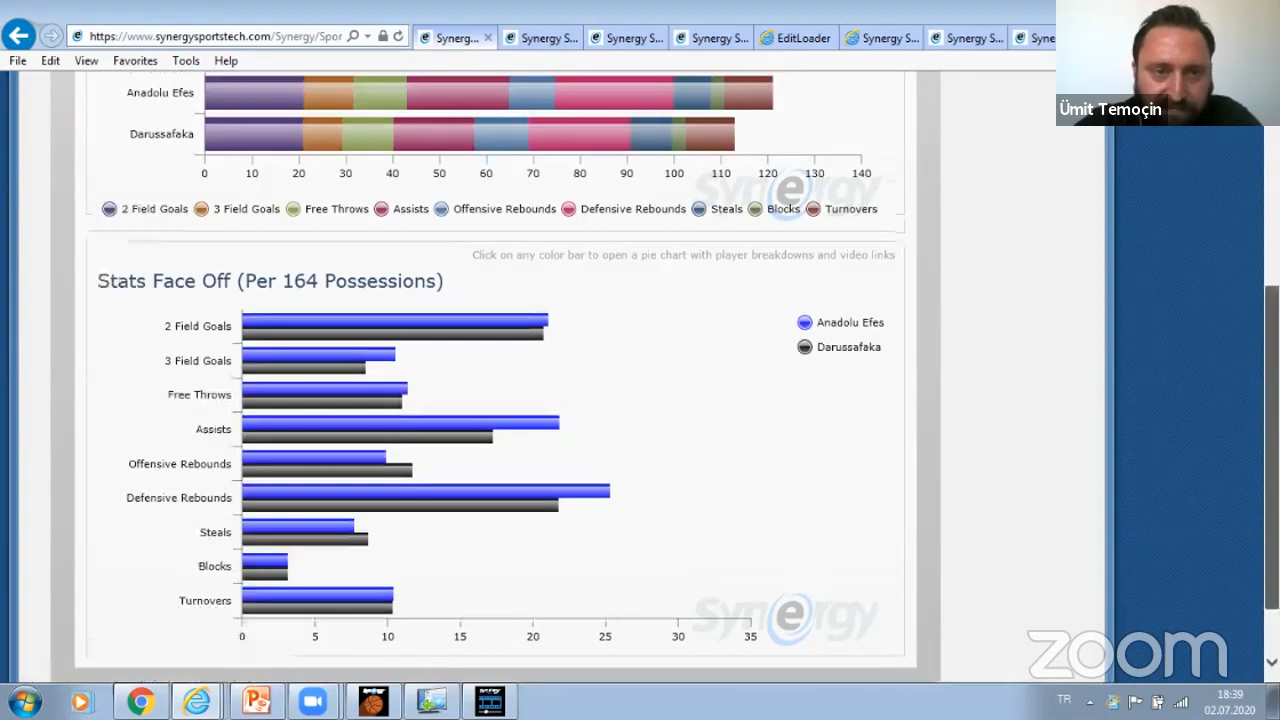 https://www.synergysportstech.com/Synergy/Spor
Synerg...
Synergy S...
Synergy S...
Synergy S...
EditLoader
Synergy S...
Synergy S...
Syne
File Edit View Favorites Tools Help
Ümit Temoçin
Anadolu Efes
Darussafaka
0 10 20 30 40 50 60 70 80 90 100 110 120 130 140
Synergy
2 Field Goals 3 Field Goals Free Throws Assists Offensive Rebounds Defensive Rebounds Steals Blocks Turnovers
Click on any color bar to open a pie chart with player breakdowns and video links
Stats Face Off (Per 164 Possessions)
Anadolu Efes
Darussafaka
2 Field Goals
3 Field Goals
Free Throws
Assists
Offensive Rebounds
Defensive Rebounds
Steals
Blocks
Turnovers
Synergy
0 5 10 15 20 25 30 35
zoom
TR
18:39
02.07.2020